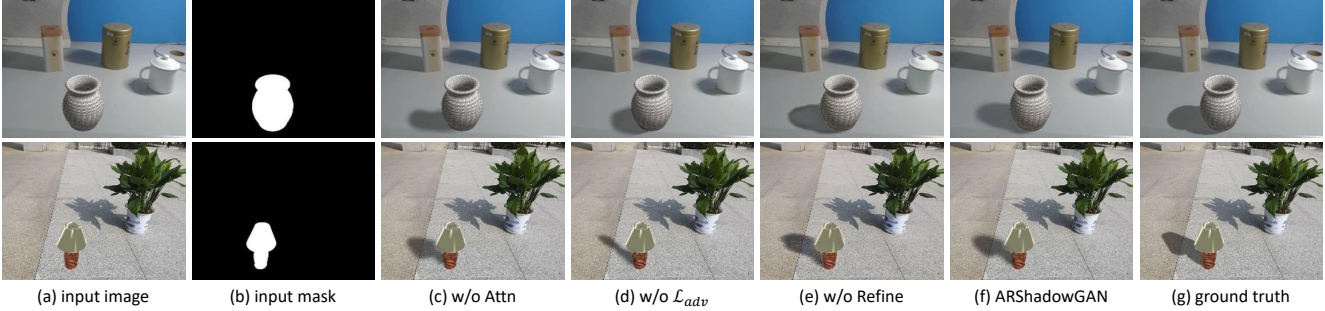 (a) input image
(b) input mask
(c) w/o Attn
(d) w/o ℒ_adv
(e) w/o Refine
(f) ARShadowGAN
(g) ground truth